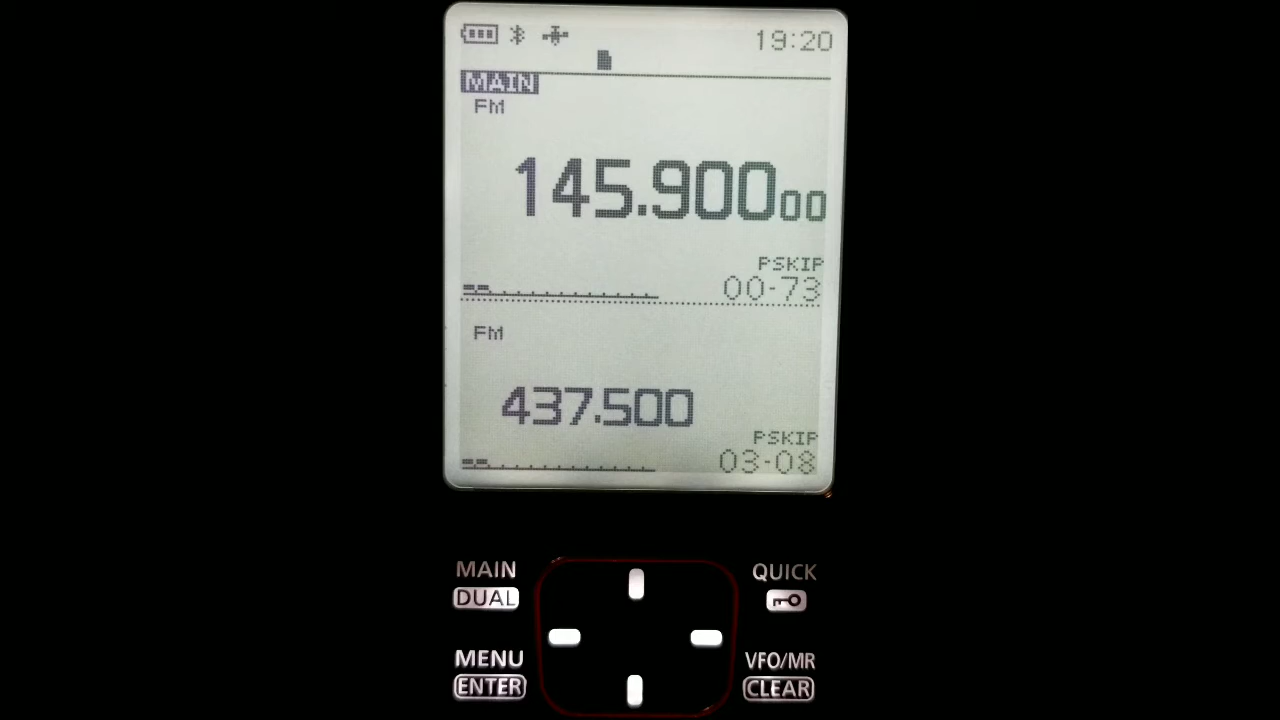 19:20
MAIN
FM
145.90000
PSKIP
00-73
FM
437.500
PSKIP
03-08
MAIN QUICK
DUAL
MENU VFO/MR
ENTER CLEAR